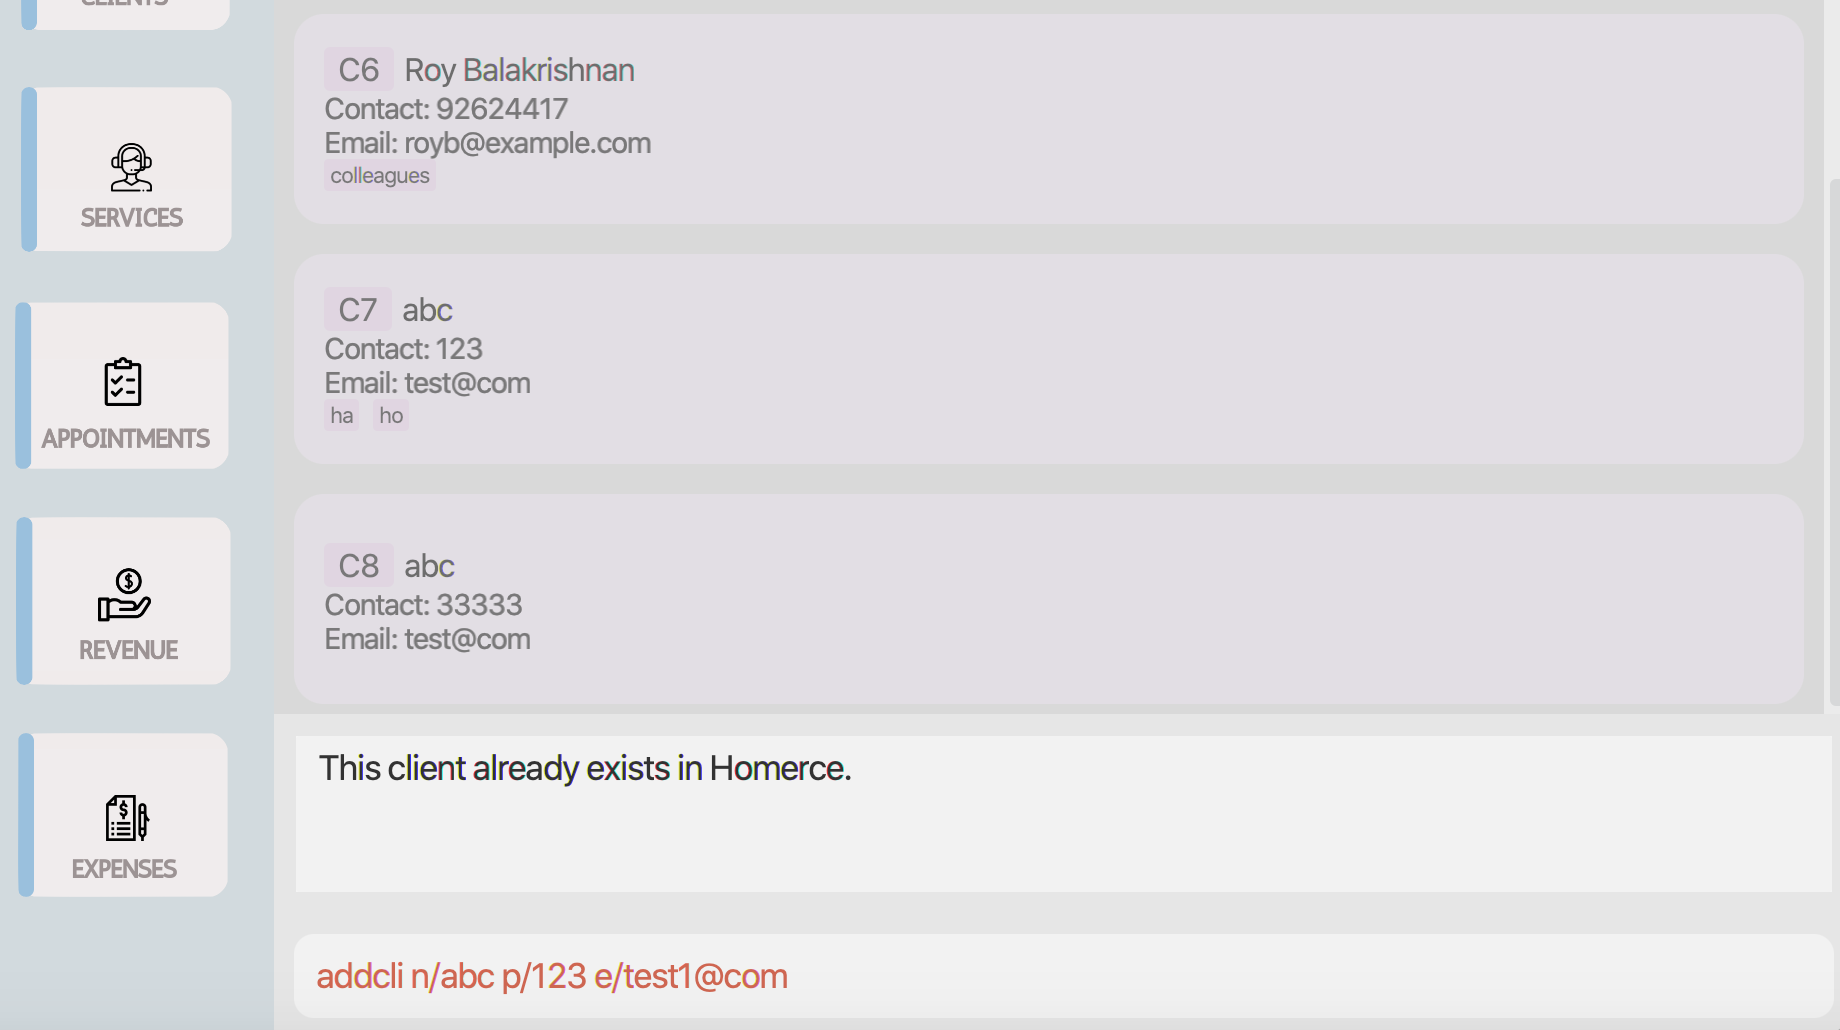 CLIENTS
SERVICES
APPOINTMENTS
REVENUE
EXPENSES
C6 Roy Balakrishnan
Contact: 92624417
Email: royb@example.com
colleagues
C7 abc
Contact: 123
Email: test@com
ha ho
C8 abc
Contact: 33333
Email: test@com
This client already exists in Homerce.
addcli n/abc p/123 e/test1@com